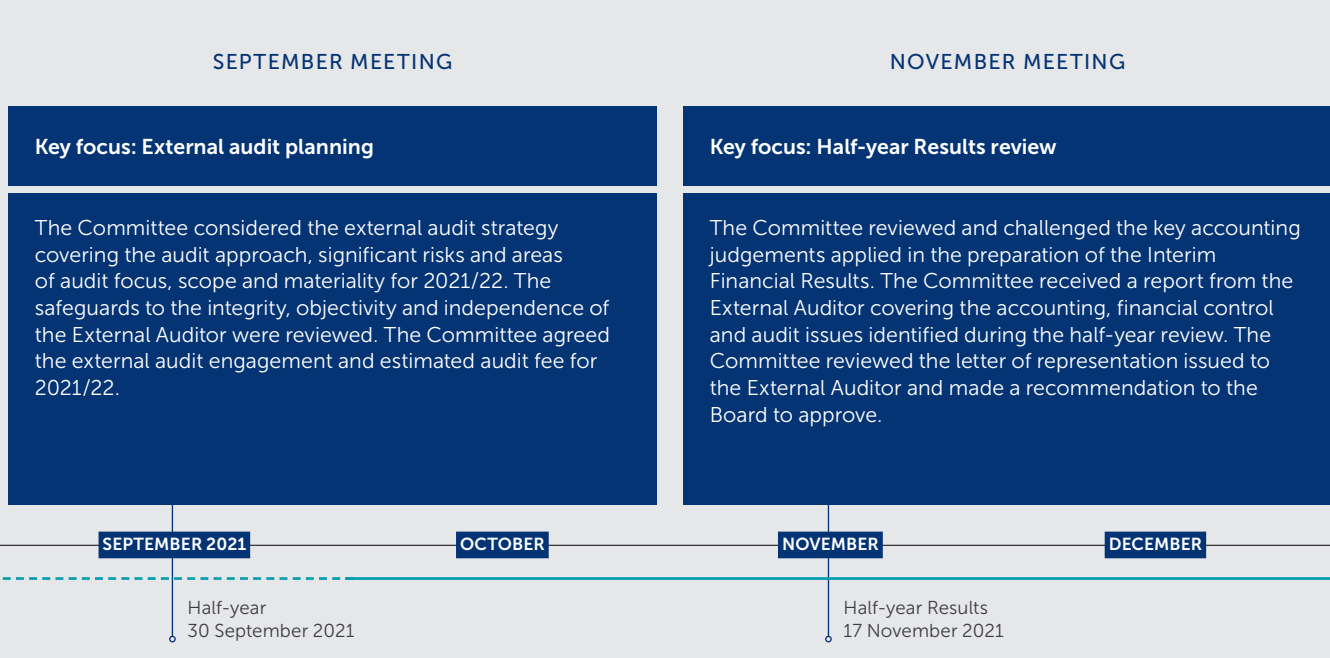 SEPTEMBER MEETING
Key focus: External audit planning
The Committee considered the external audit strategy
covering the audit approach, significant risks and areas
of audit focus, scope and materiality for 2021/22. The
safeguards to the integrity, objectivity and independence of
the External Auditor were reviewed. The Committee agreed
the external audit engagement and estimated audit fee for
2021/22.
NOVEMBER MEETING
Key focus: Half-year Results review
The Committee reviewed and challenged the key accounting
judgements applied in the preparation of the Interim
Financial Results. The Committee received a report from the
External Auditor covering the accounting, financial control
and audit issues identified during the half-year review. The
Committee reviewed the letter of representation issued to
the External Auditor and made a recommendation to the
Board to approve.
SEPTEMBER 2021
OCTOBER
NOVEMBER
DECEMBER
Half-year
30 September 2021
Half-year Results
17 November 2021